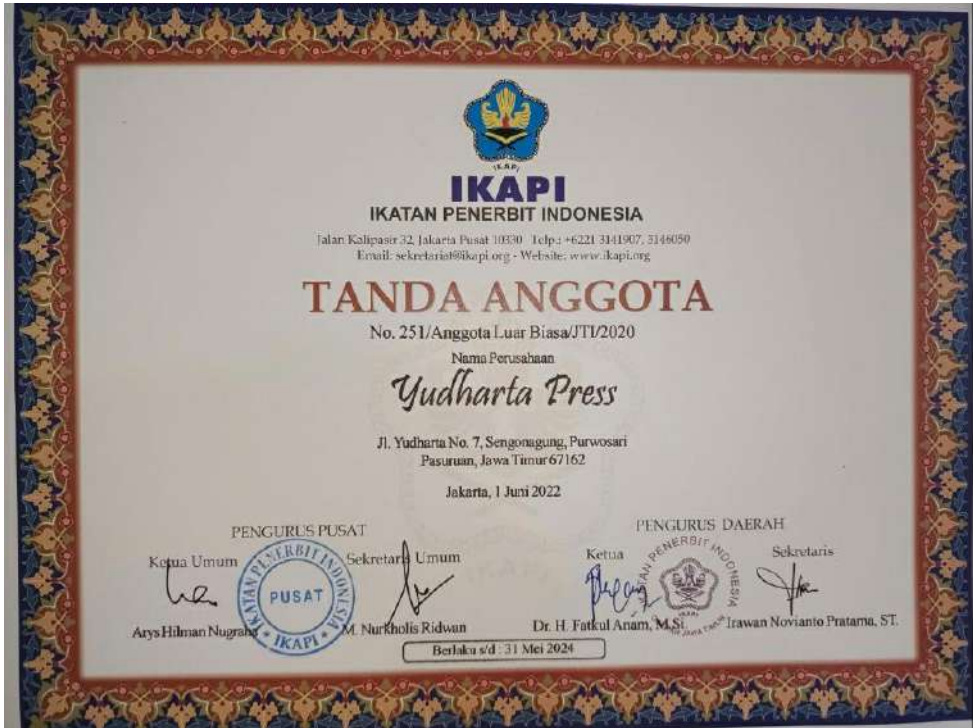 IKAPI
IKAPI
IKATAN PENERBIT INDONESIA
Jalan Kalipasir 32, Jakarta Pusat 10330 Telp.: +6221 3141907, 3146050
Email: sekretariat@ikapi.org - Website: www.ikapi.org
TANDA ANGGOTA
No. 251/Anggota Luar Biasa/JTI/2020
Nama Perusahaan
Yudharta Press
Jl. Yudharta No. 7, Sengonagung, Purwosari
Pasuruan, Jawa Timur 67162
Jakarta, 1 Juni 2022
PENGURUS PUSAT
PENGURUS DAERAH
Ketua Umum
Sekretaris Umum
Ketua
Sekretaris
IKATAN PENERBIT INDONESIA
PUSAT
IKAPI
IKATAN PENERBIT INDONESIA
IKAPI
JAWA TIMUR
Arys Hilman Nugraha
M. Nurkholis Ridwan
Dr. H. Fatkul Anam, M.Si.
Irawan Novianto Pratama, ST.
Berlaku s/d : 31 Mei 2024